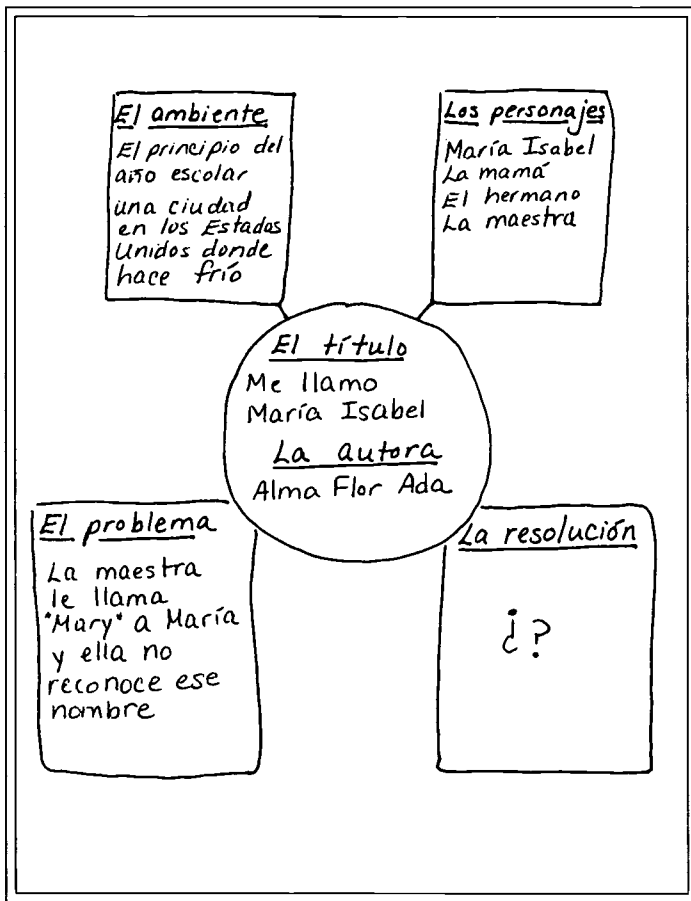 El ambiente
El principio del
año escolar
una ciudad
en los Estados
Unidos donde
hace frío
Los personajes
María Isabel
La mamá
El hermano
La maestra
El título
Me llamo
María Isabel
La autora
Alma Flor Ada
El problema
La maestra
le llama
"Mary" a María
y ella no
reconoce ese
nombre
La resolución
¿?